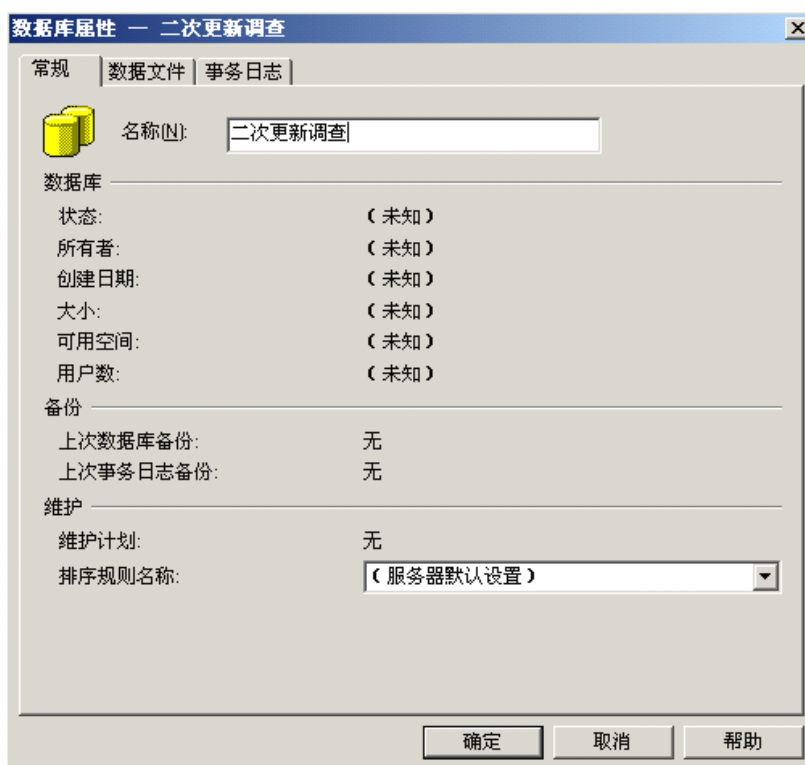 数据库属性 — 二次更新调查
常规 数据文件 事务日志
名称(N): 二次更新调查
数据库
状态: (未知)
所有者: (未知)
创建日期: (未知)
大小: (未知)
可用空间: (未知)
用户数: (未知)
备份
上次数据库备份: 无
上次事务日志备份: 无
维护
维护计划: 无
排序规则名称: (服务器默认设置)
确定 取消 帮助